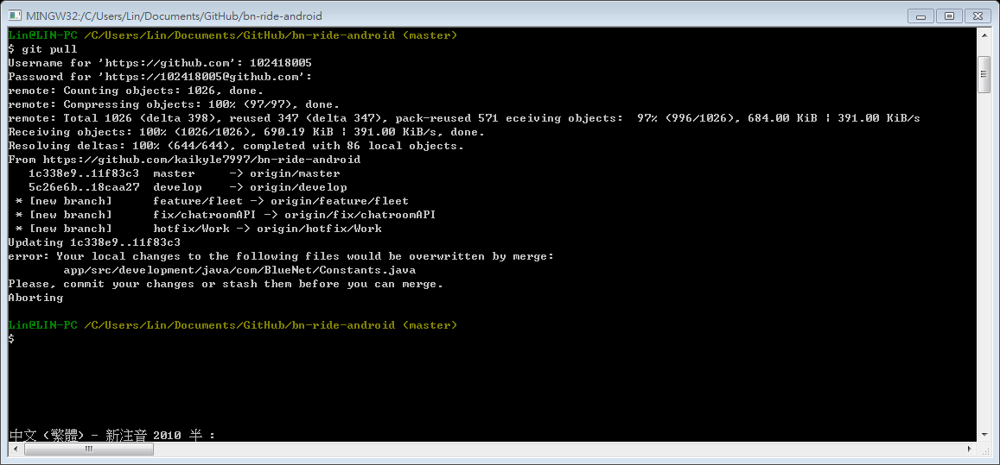 MINGW32:/C/Users/Lin/Documents/GitHub/bn-ride-android
Lin@LIN-PC /C/Users/Lin/Documents/GitHub/bn-ride-android (master)
$ git pull
Username for 'https://github.com': 102418005
Password for 'https://102418005@github.com':
remote: Counting objects: 1026, done.
remote: Compressing objects: 100% (97/97), done.
remote: Total 1026 (delta 398), reused 347 (delta 347), pack-reused 571 eceiving objects:  97% (996/1026), 684.00 KiB ¦ 391.00 KiB/s
Receiving objects: 100% (1026/1026), 690.19 KiB ¦ 391.00 KiB/s, done.
Resolving deltas: 100% (644/644), completed with 86 local objects.
From https://github.com/kaikyle7997/bn-ride-android
   1c338e9..11f83c3  master     -> origin/master
   5c26e6b..18caa27  develop    -> origin/develop
 * [new branch]      feature/fleet -> origin/feature/fleet
 * [new branch]      fix/chatroomAPI -> origin/fix/chatroomAPI
 * [new branch]      hotfix/Work -> origin/hotfix/Work
Updating 1c338e9..11f83c3
error: Your local changes to the following files would be overwritten by merge:
        app/src/development/java/com/BlueNet/Constants.java
Please, commit your changes or stash them before you can merge.
Aborting
Lin@LIN-PC /C/Users/Lin/Documents/GitHub/bn-ride-android (master)
$
中文 (繁體) - 新注音 2010 半 :